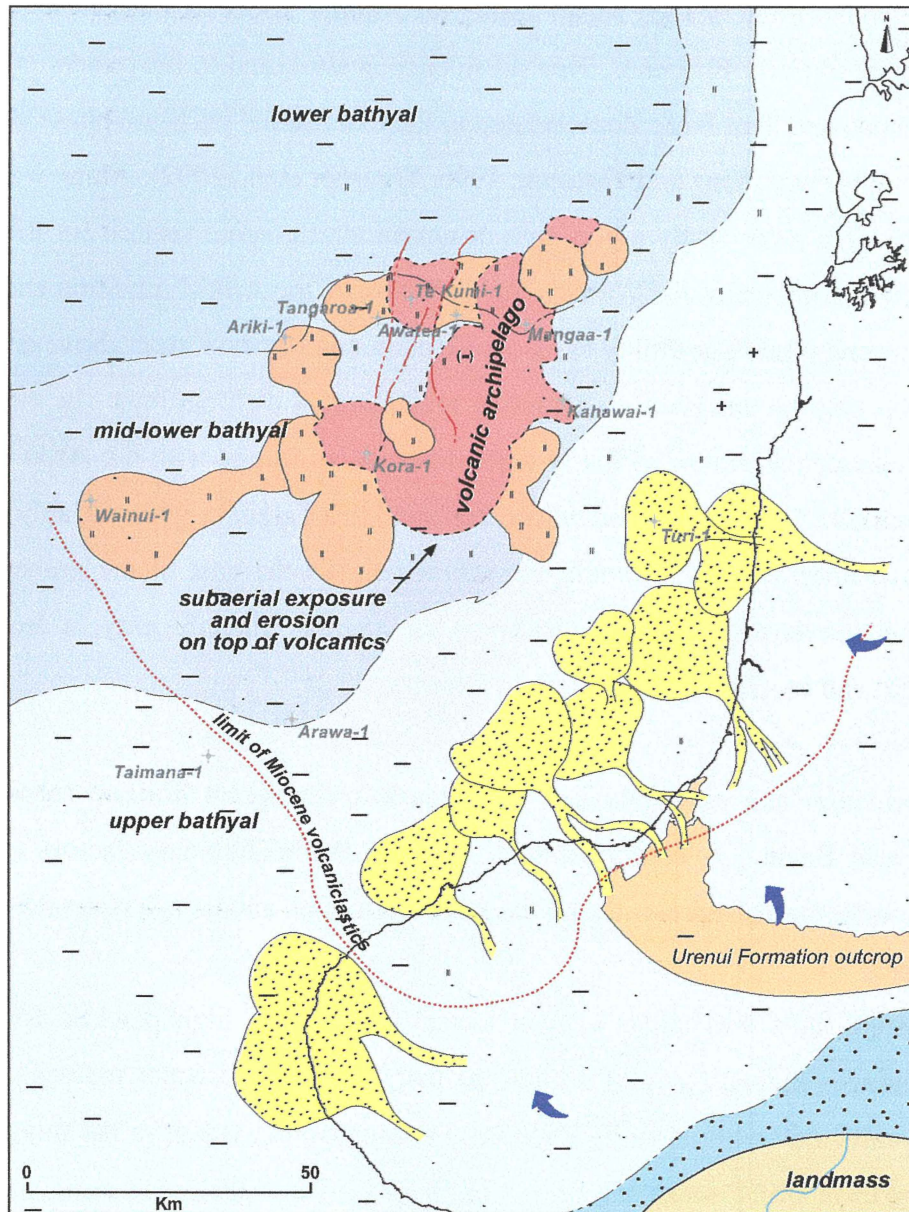 N
lower bathyal
Te-Kumi-1
Tangaroa-1
Ariki-1
Awatea-1
Mangaa-1
volcanic archipelago
Kahawai-1
mid-lower bathyal
Kora-1
Wainui-1
Turi-1
subaerial exposure
and erosion
on top of volcanics
Arawa-1
limit of Miocene volcaniclastics
Taimana-1
upper bathyal
Urenui Formation outcrop
0
50
Km
landmass